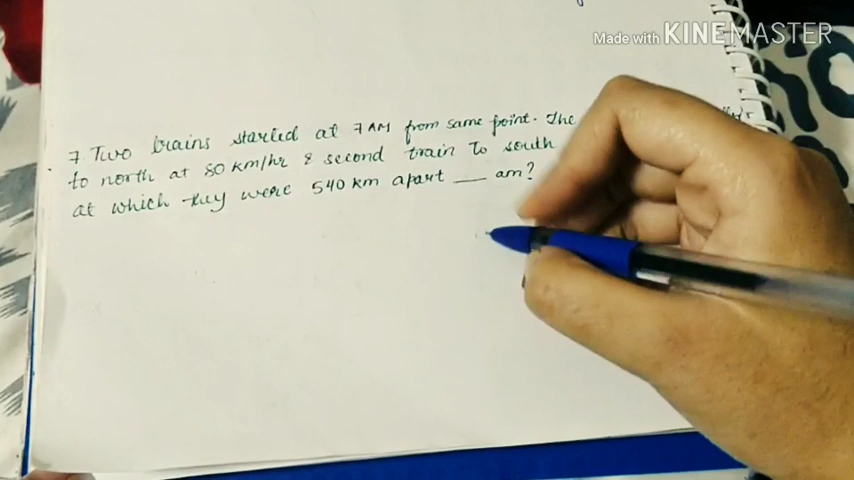 Made with KINEMASTER
7. Two trains started at 7 AM from same point. The
to north at 80 km/hr & second train to south
at which they were 540 km apart ___ am?